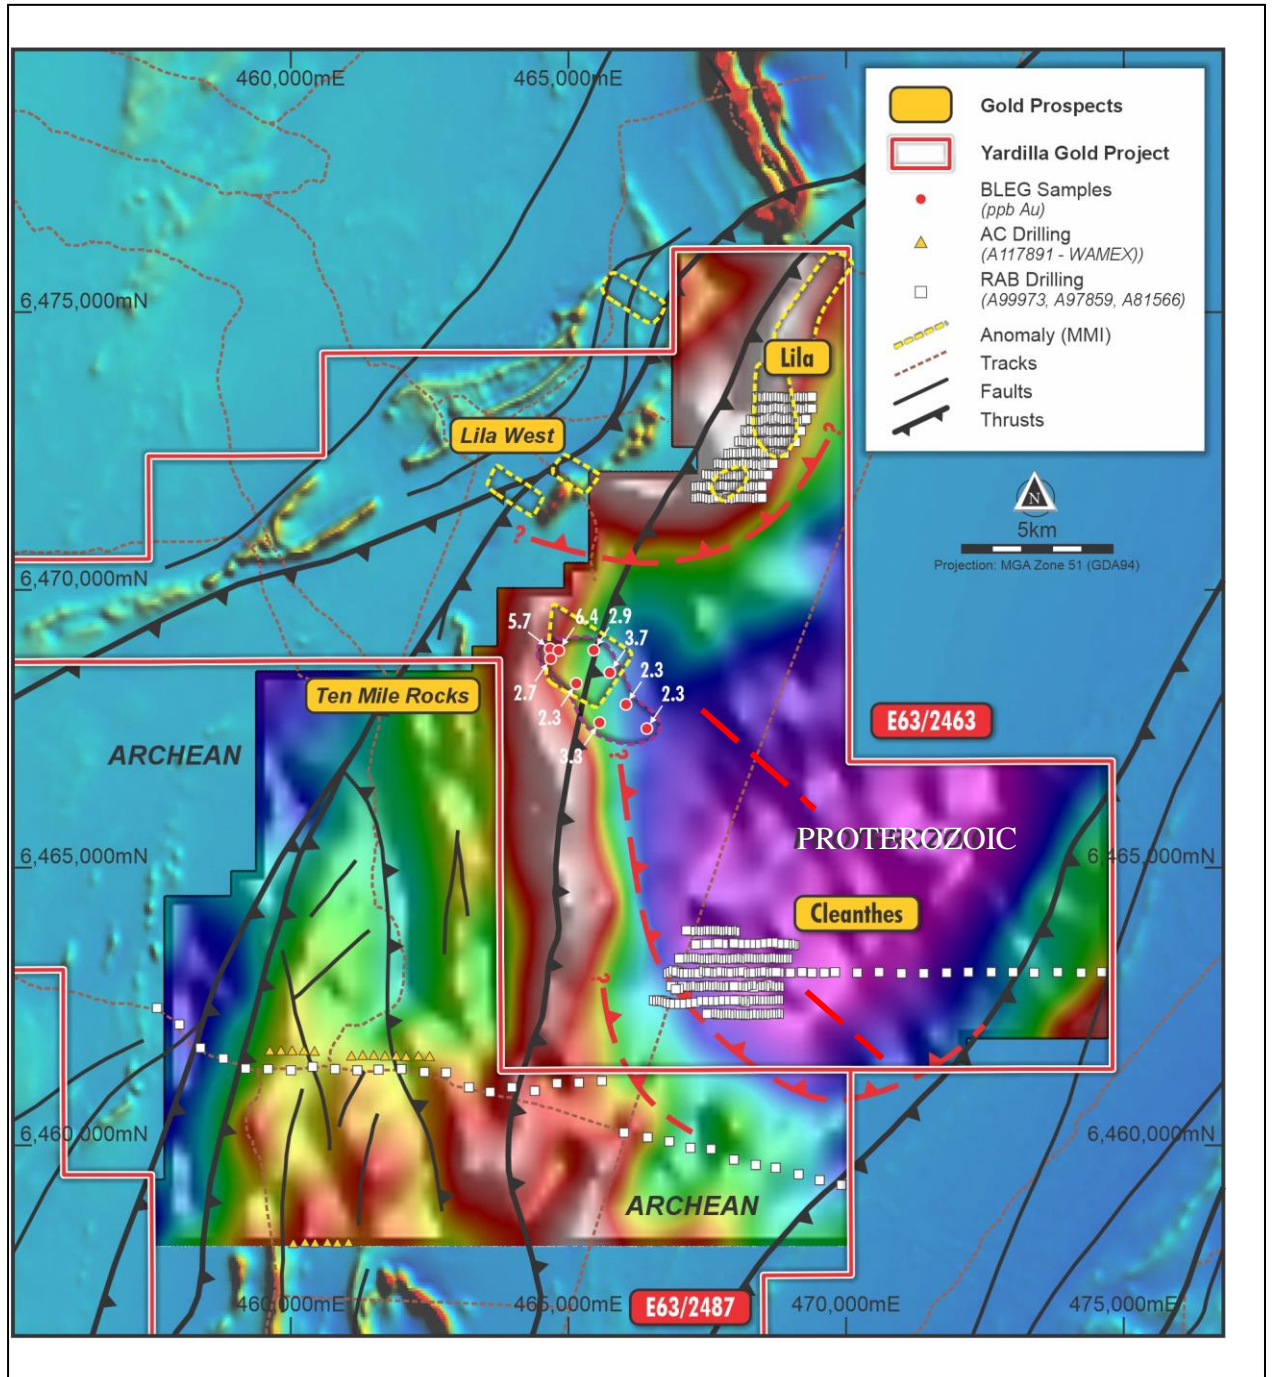 460,000mE
465,000mE
Gold Prospects
Yardilla Gold Project
BLEG Samples
(ppb Au)
AC Drilling
(A117891 - WAMEX))
RAB Drilling
(A99973, A97859, A81566)
Anomaly (MMI)
Tracks
Faults
Thrusts
6,475,000mN
Lila
Lila West
?
?
N
5km
Projection: MGA Zone 51 (GDA94)
6,470,000mN
5.7
6.4
2.9
3.7
2.3
2.3
2.7
2.3
3.3
Ten Mile Rocks
E63/2463
ARCHEAN
?
PROTEROZOIC
6,465,000mN
6,465,000mN
Cleanthes
?
6,460,000mN
6,460,000mN
ARCHEAN
460,000mE
465,000mE
E63/2487
470,000mE
475,000mE